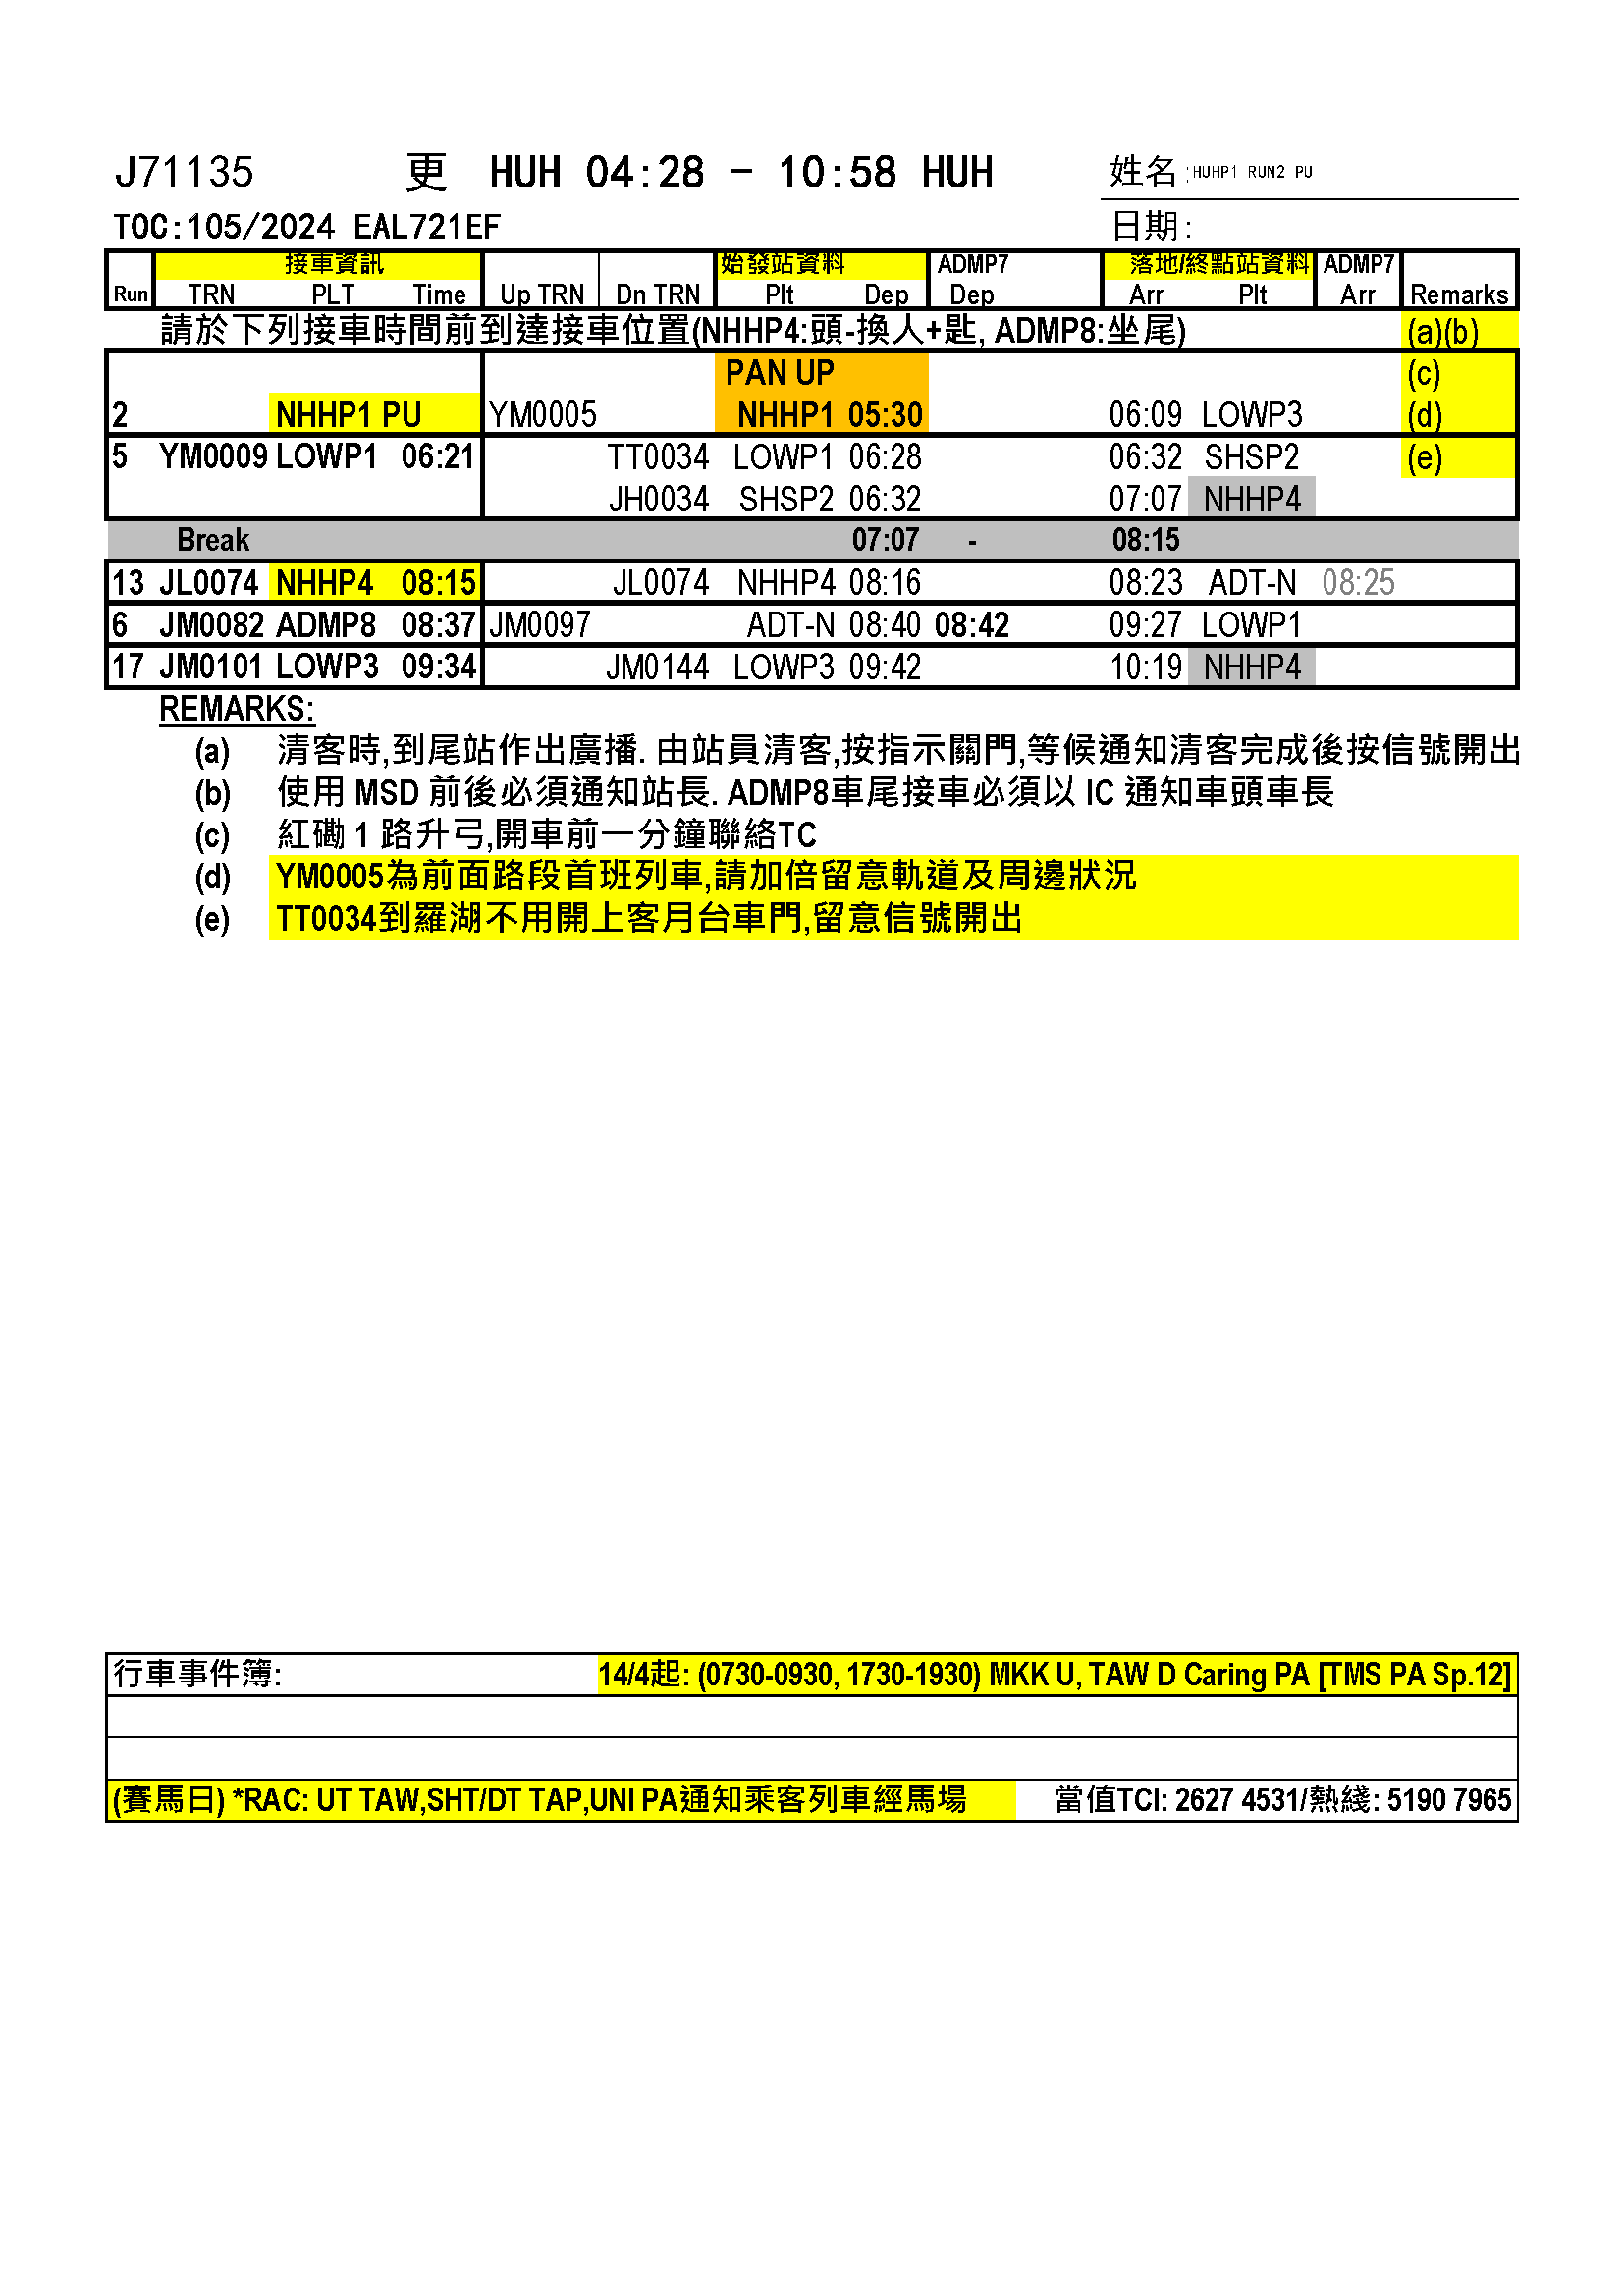 J71135 更 HUH 04:28 - 10:58 HUH 姓名:HUHP1 RUN2 PU
TOC:105/2024 EAL721EF 日期:
接車資訊 始發站資料 ADMP7 落地/終點站資料 ADMP7
Run TRN PLT Time Up TRN Dn TRN Plt Dep Dep Arr Plt Arr Remarks
請於下列接車時間前到達接車位置(NHHP4:頭-換人+匙, ADMP8:坐尾) (a)(b)
PAN UP (c)
2 NHHP1 PU YM0005 NHHP1 05:30 06:09 LOWP3 (d)
5 YM0009 LOWP1 06:21 TT0034 LOWP1 06:28 06:32 SHSP2 (e)
JH0034 SHSP2 06:32 07:07 NHHP4
Break 07:07 - 08:15
13 JL0074 NHHP4 08:15 JL0074 NHHP4 08:16 08:23 ADT-N 08:25
6 JM0082 ADMP8 08:37 JM0097 ADT-N 08:40 08:42 09:27 LOWP1
17 JM0101 LOWP3 09:34 JM0144 LOWP3 09:42 10:19 NHHP4
REMARKS:
(a) 清客時,到尾站作出廣播. 由站員清客,按指示關門,等候通知清客完成後按信號開出
(b) 使用 MSD 前後必須通知站長. ADMP8車尾接車必須以 IC 通知車頭車長
(c) 紅磡 1 路升弓,開車前一分鐘聯絡TC
(d) YM0005為前面路段首班列車,請加倍留意軌道及周邊狀況
(e) TT0034到羅湖不用開上客月台車門,留意信號開出
行車事件簿: 14/4起: (0730-0930, 1730-1930) MKK U, TAW D Caring PA [TMS PA Sp.12]
(賽馬日) *RAC: UT TAW,SHT/DT TAP,UNI PA通知乘客列車經馬場 當值TCI: 2627 4531/熱綫: 5190 7965